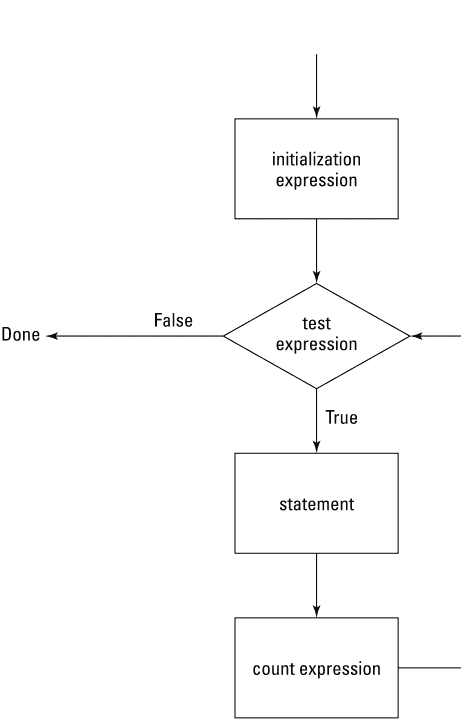 initialization
expression
test
expression
False
Done
True
statement
count expression